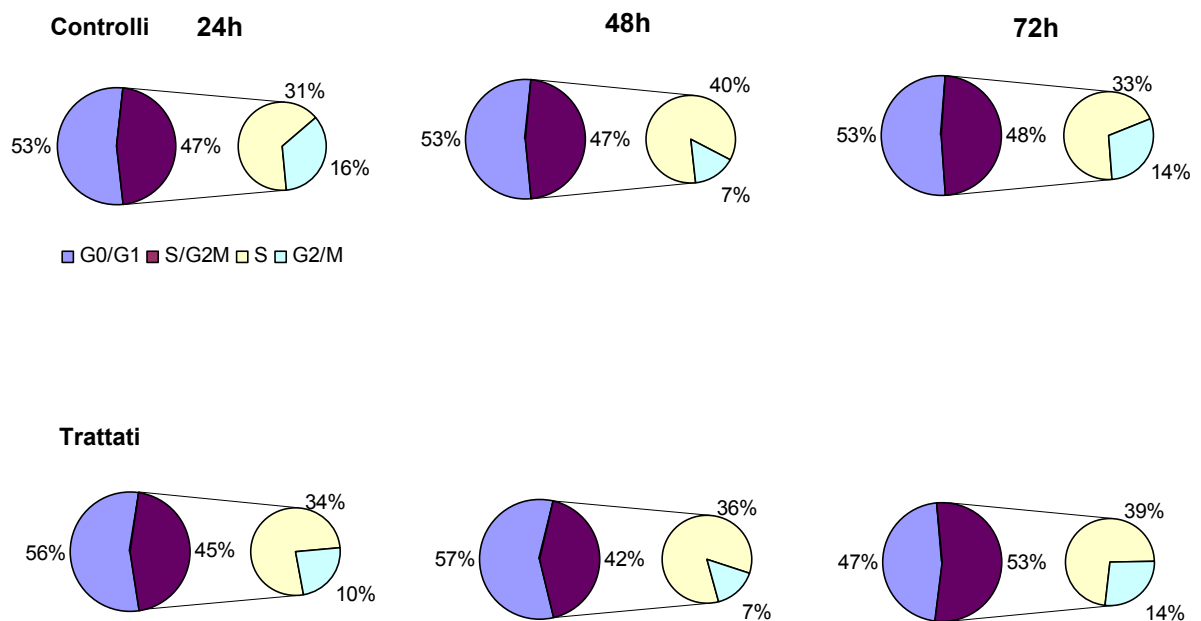 Controlli 24h 48h 72h
31% 40% 33%
53% 47% 53% 47% 53% 48%
16% 7% 14%
G0/G1 S/G2M S G2/M
Trattati
34% 36% 39%
56% 45% 57% 42% 47% 53%
10% 7% 14%